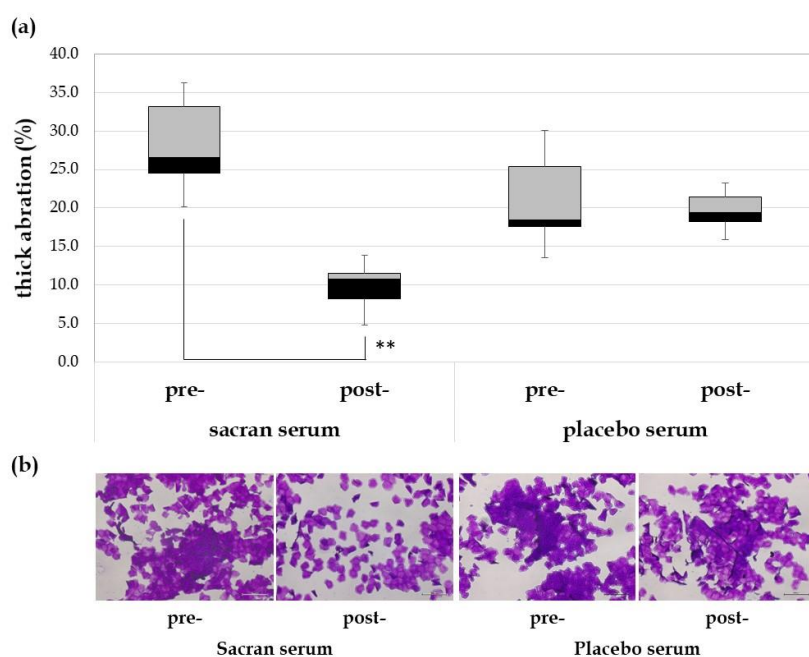 (a)
40.0
35.0
30.0
25.0
20.0
15.0
10.0
5.0
0.0
thick abration (%)
**
pre- post- pre- post-
sacran serum placebo serum
(b)
pre- post- pre- post-
Sacran serum Placebo serum